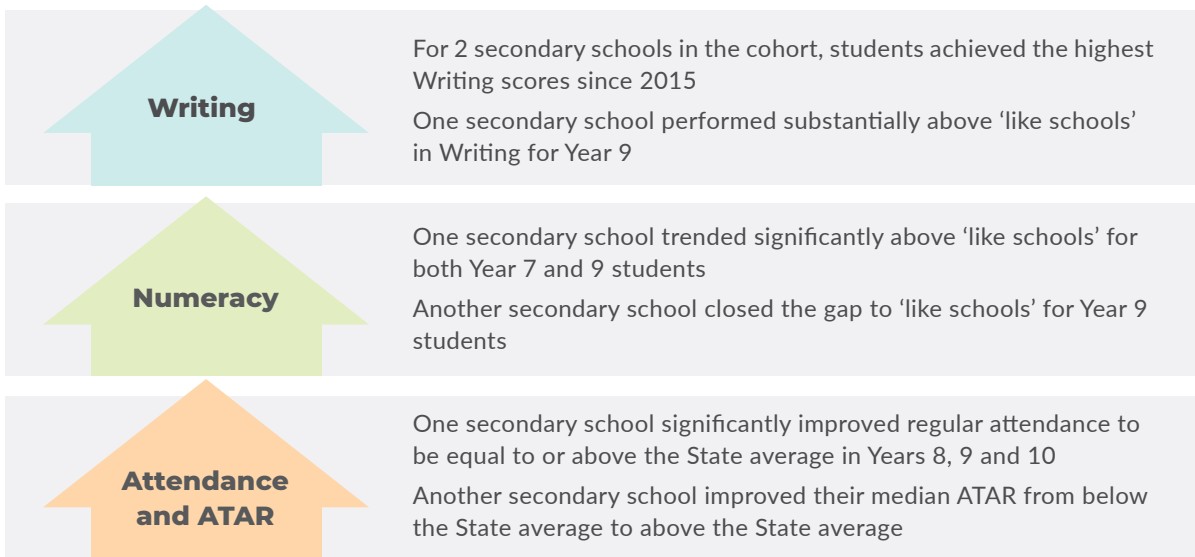 Writing
For 2 secondary schools in the cohort, students achieved the highest
Writing scores since 2015
One secondary school performed substantially above ‘like schools’
in Writing for Year 9
Numeracy
One secondary school trended significantly above ‘like schools’ for
both Year 7 and 9 students
Another secondary school closed the gap to ‘like schools’ for Year 9
students
Attendance
and ATAR
One secondary school significantly improved regular attendance to
be equal to or above the State average in Years 8, 9 and 10
Another secondary school improved their median ATAR from below
the State average to above the State average